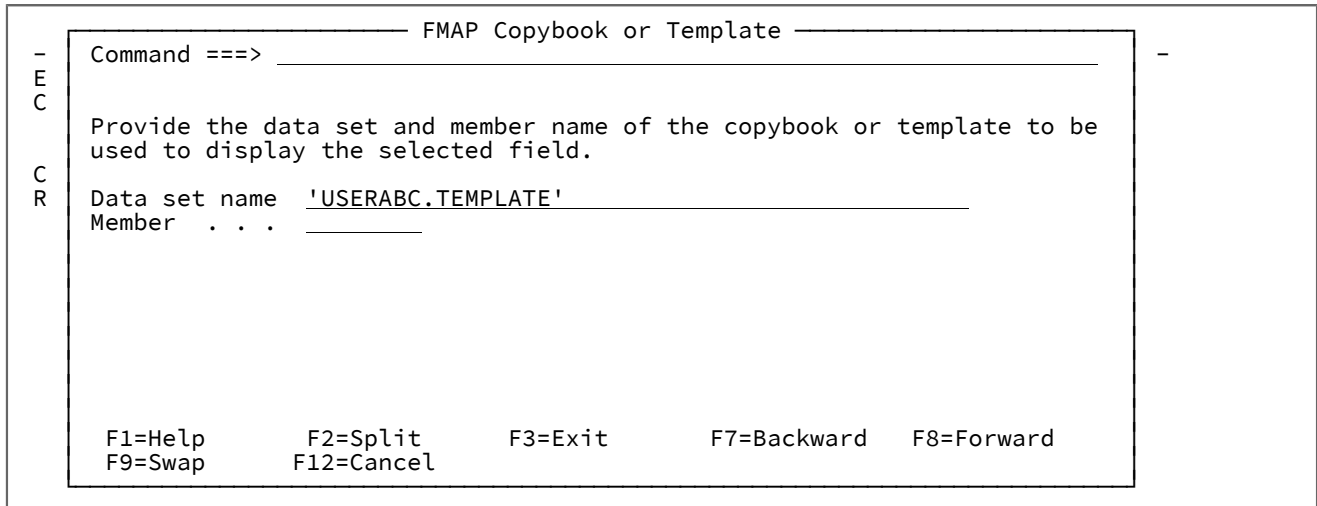 FMAP Copybook or Template
- Command ===> -
E
C
Provide the data set and member name of the copybook or template to be
used to display the selected field.
C
R Data set name 'USERABC.TEMPLATE'
Member . . .
F1=Help F2=Split F3=Exit F7=Backward F8=Forward
F9=Swap F12=Cancel